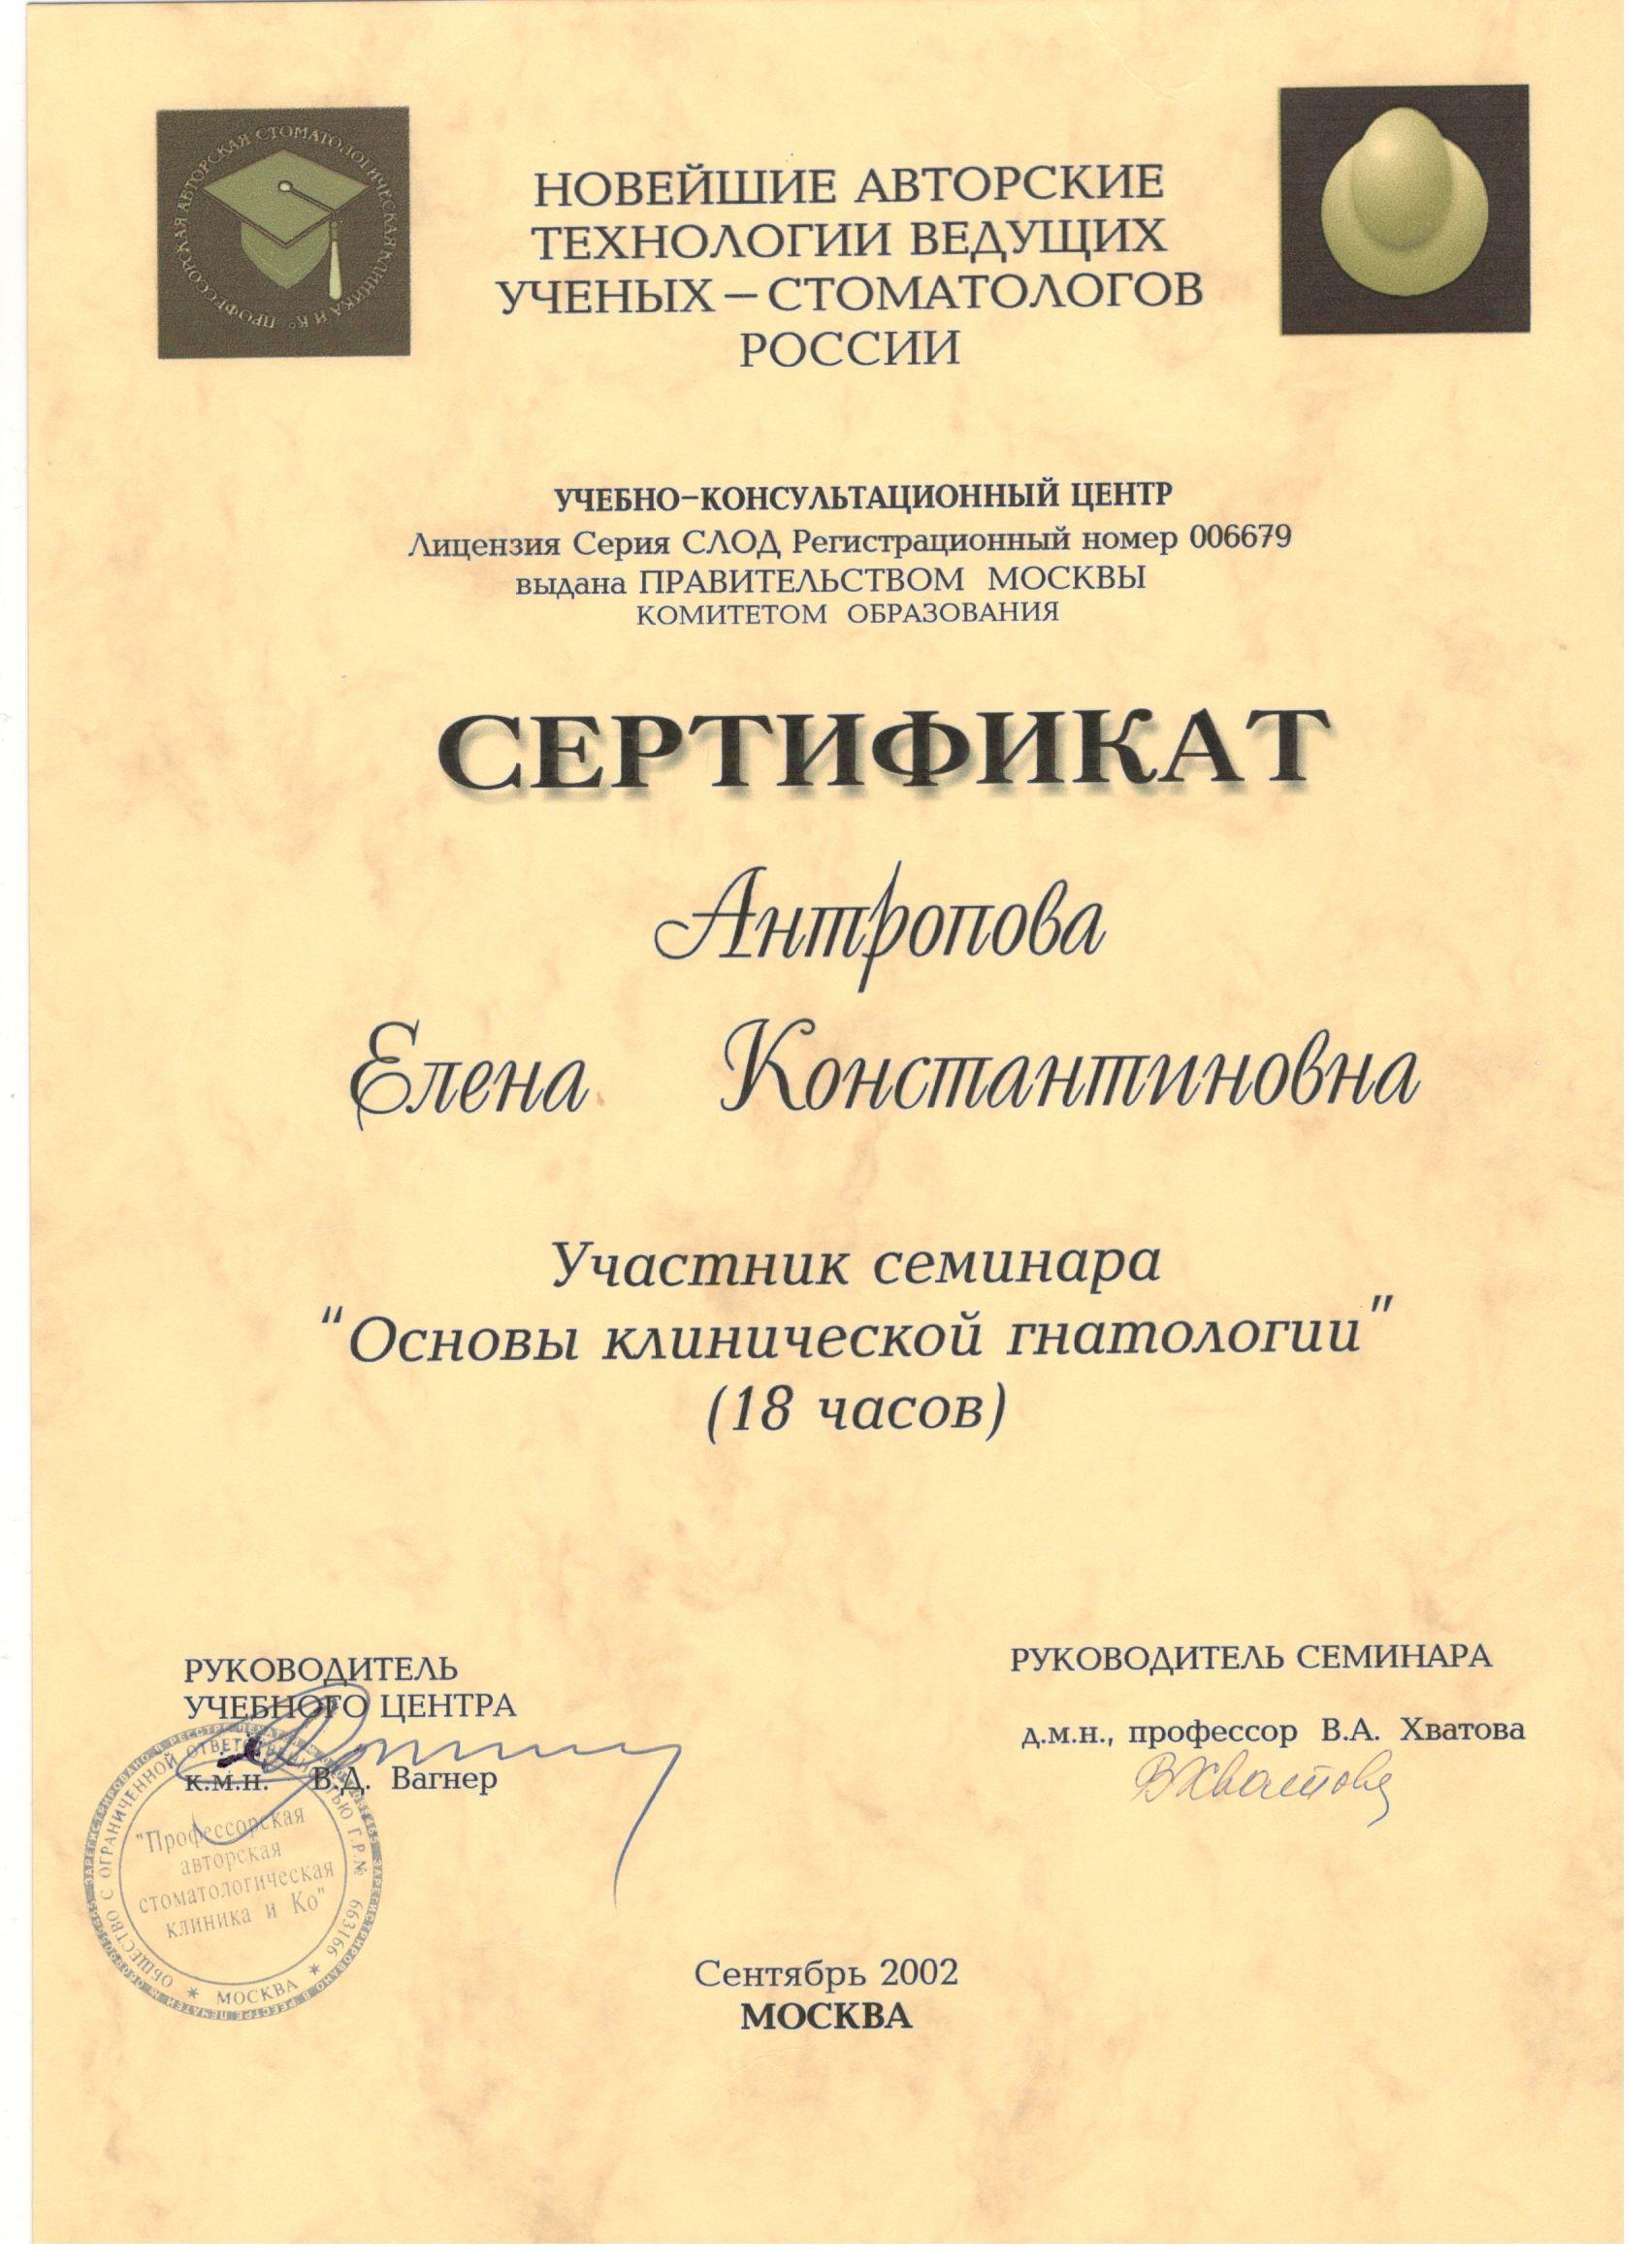 ПРОФЕССОРСКАЯ АВТОРСКАЯ СТОМАТОЛОГИЧЕСКАЯ КЛИНИКА И К°
НОВЕЙШИЕ АВТОРСКИЕ
ТЕХНОЛОГИИ ВЕДУЩИХ
УЧЕНЫХ – СТОМАТОЛОГОВ
РОССИИ
УЧЕБНО-КОНСУЛЬТАЦИОННЫЙ ЦЕНТР
Лицензия Серия СЛОД Регистрационный номер 006679
выдана ПРАВИТЕЛЬСТВОМ МОСКВЫ
КОМИТЕТОМ ОБРАЗОВАНИЯ
СЕРТИФИКАТ
Антропова
Елена Константиновна
Участник семинара
"Основы клинической гнатологии"
(18 часов)
РУКОВОДИТЕЛЬ
УЧЕБНОГО ЦЕНТРА
к.м.н. В.Д. Вагнер
РУКОВОДИТЕЛЬ СЕМИНАРА
д.м.н., профессор В.А. Хватова
ВХватова
ОБЩЕСТВО С ОГРАНИЧЕННОЙ ОТВЕТСТВЕННОСТЬЮ Г.Р.№ 663166
"Профессорская
авторская
стоматологическая
клиника и Ко"
* МОСКВА *
Сентябрь 2002
МОСКВА